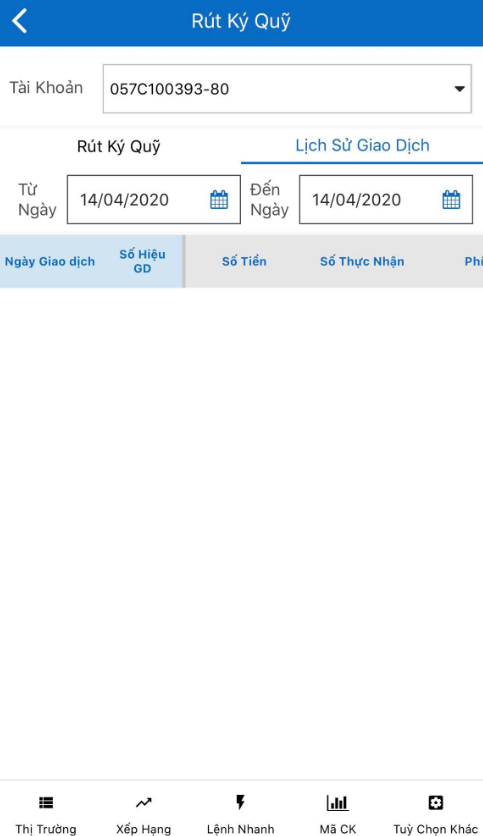 Rút Ký Quỹ
Tài Khoản
057C100393-80
Rút Ký Quỹ
Lịch Sử Giao Dịch
Từ
Ngày
14/04/2020
Đến
Ngày
14/04/2020
Ngày Giao dịch
Số Hiệu
GD
Số Tiền
Số Thực Nhận
Phí
Thị Trường
Xếp Hạng
Lệnh Nhanh
Mã CK
Tuỳ Chọn Khác